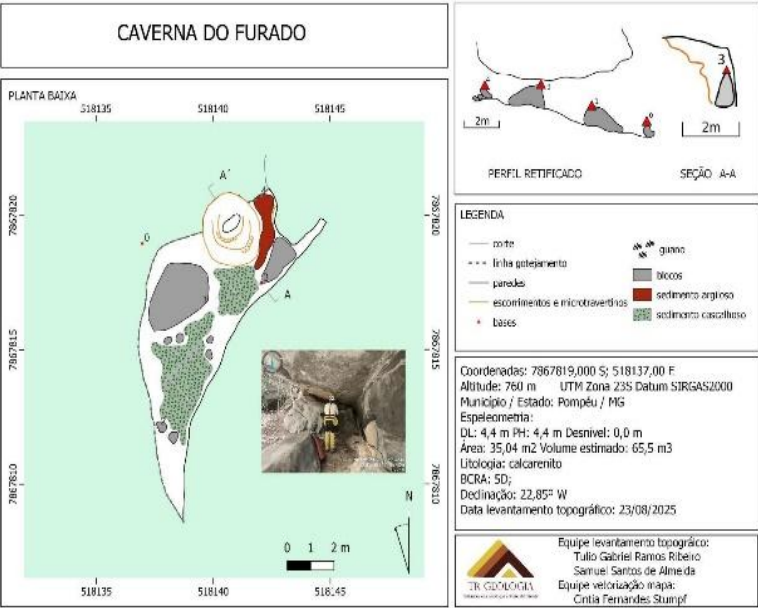 CAVERNA DO FURADO
PLANTA BAIXA
518135 518140 518145
7867820 7867820
A´
0
A
7867815 7867815
7867810 7867810
N
0 1 2 m
518135 518140 518145
3
2m 2m
PERFIL RETIFICADO SEÇÃO A-A
LEGENDA
corte
linha gotejamento
paredes
escorrimentos e microtravertinos
bases
guano
blocos
sedimento argiloso
sedimento cascalhoso
Coordenadas: 7867819,000 S; 518137,00 E
Altitude: 760 m UTM Zona 23S Datum SIRGAS2000
Município / Estado: Pompéu / MG
Espeleometria:
DL: 4,4 m PH: 4,4 m Desnível: 0,0 m
Área: 35,04 m2 Volume estimado: 65,5 m3
Litologia: calcarenito
BCRA: 5D;
Declinação: 22,85º W
Data levantamento topográfico: 23/08/2025
TR GEOLOGIA
Equipe levantamento topográico:
Tulio Gabriel Ramos Ribeiro
Samuel Santos de Almeida
Equipe vetorização mapa:
Cintia Fernandes Stumpf